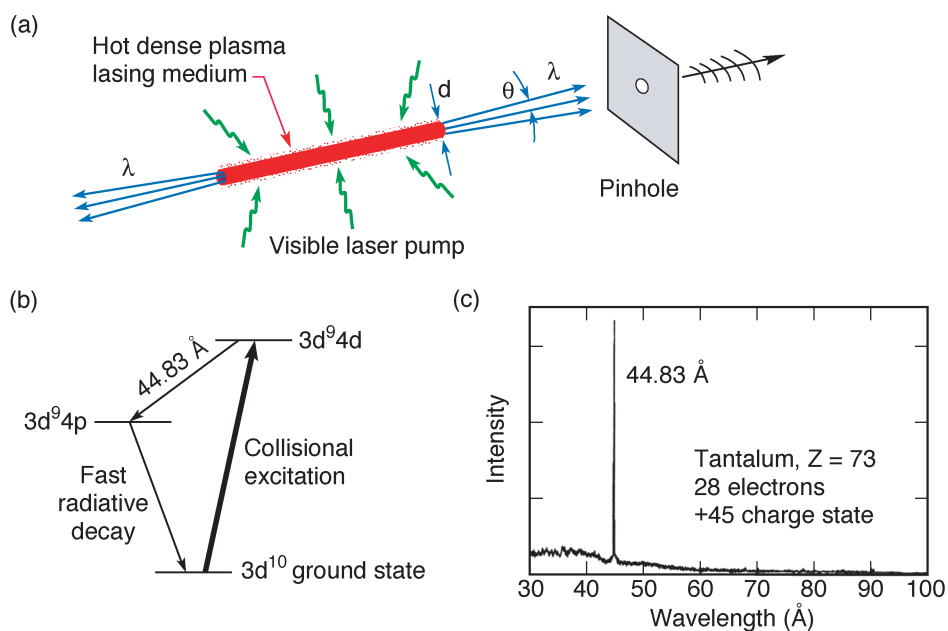 (a)
Hot dense plasma
lasing medium
d
θ
λ
λ
Pinhole
Visible laser pump
(b)
3d⁹4d
44.83 Å
3d⁹4p
Collisional
excitation
Fast
radiative
decay
3d¹⁰ ground state
(c)
Intensity
44.83 Å
Tantalum, Z = 73
28 electrons
+45 charge state
30 40 50 60 70 80 90 100
Wavelength (Å)